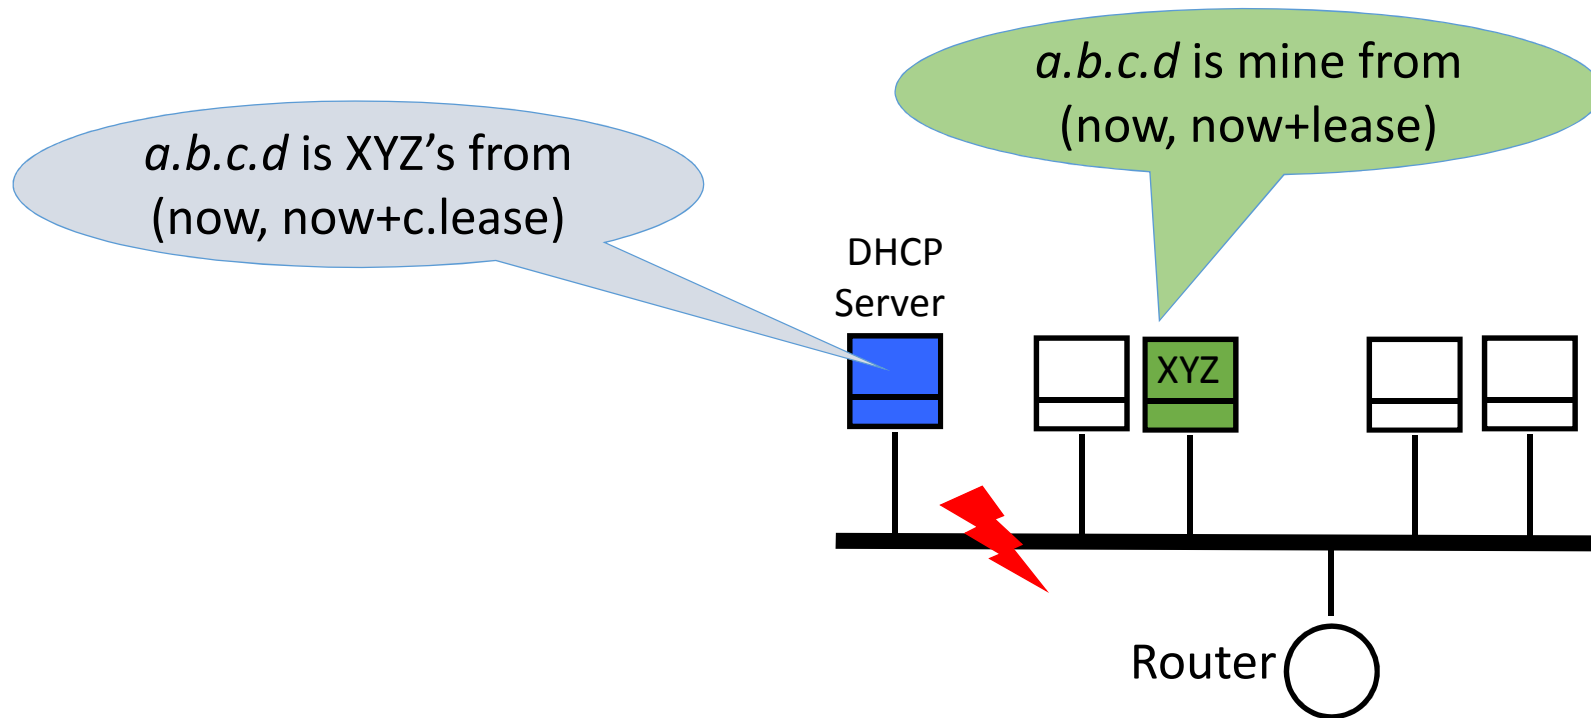 a.b.c.d is mine from
(now, now+lease)
a.b.c.d is XYZ’s from
(now, now+c.lease)
DHCP
Server
XYZ
Router